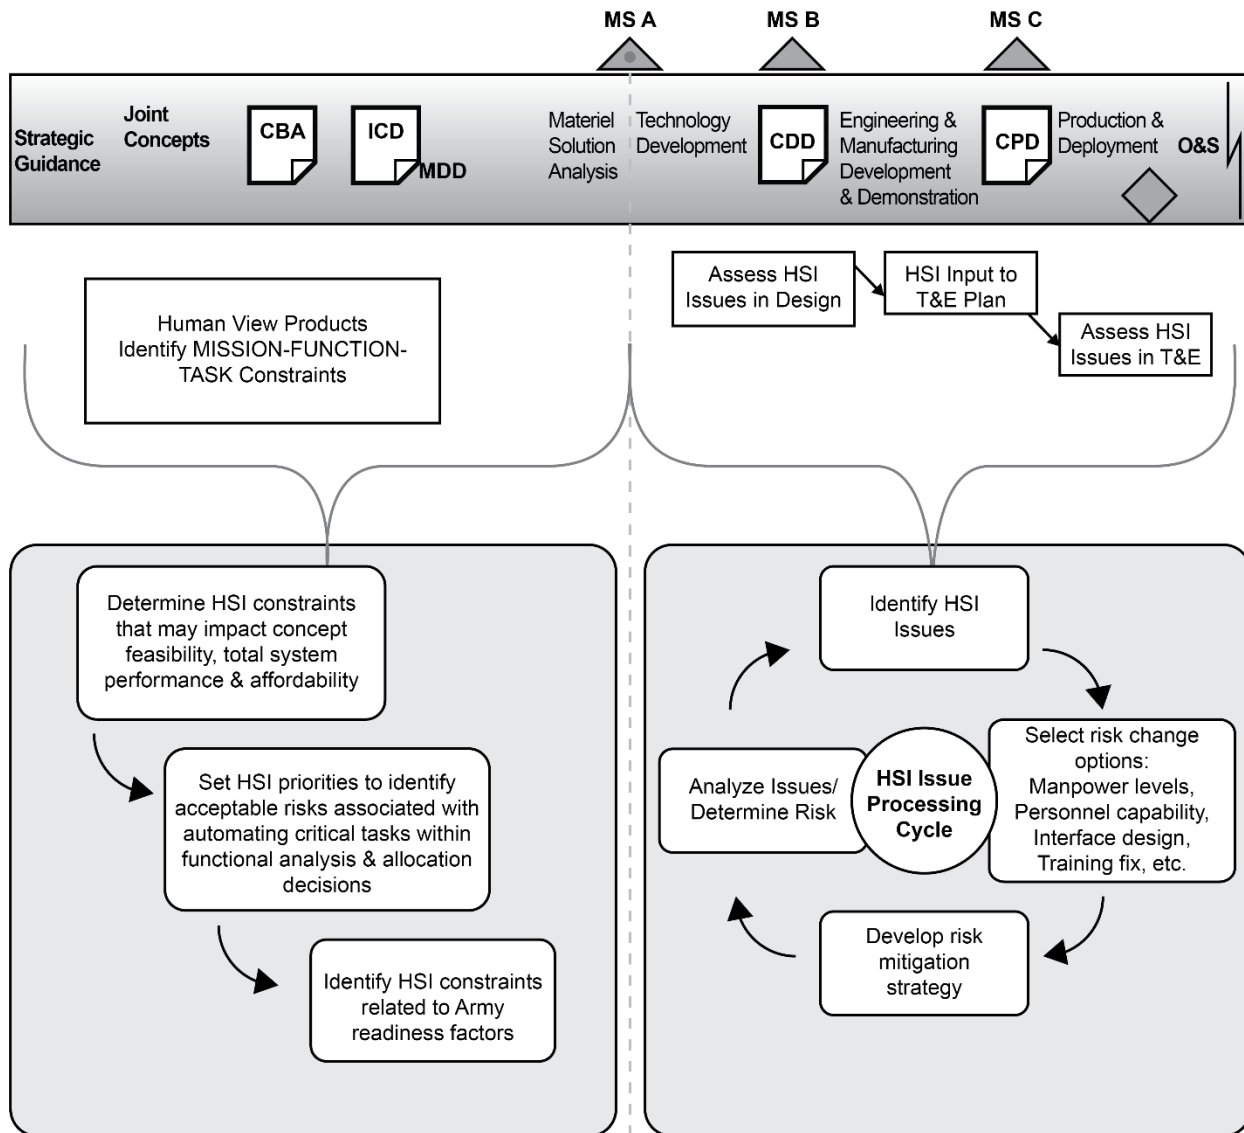 MS A
MS B
MS C
Strategic
Guidance
Joint
Concepts
CBA
ICD
MDD
Materiel
Solution
Analysis
Technology
Development
CDD
Engineering &
Manufacturing
Development
& Demonstration
CPD
Production &
Deployment
O&S
Human View Products
Identify MISSION-FUNCTION-
TASK Constraints
Assess HSI
Issues in Design
HSI Input to
T&E Plan
Assess HSI
Issues in T&E
Determine HSI constraints
that may impact concept
feasibility, total system
performance & affordability
Set HSI priorities to identify
acceptable risks associated with
automating critical tasks within
functional analysis & allocation
decisions
Identify HSI constraints
related to Army
readiness factors
Identify HSI
Issues
Select risk change
options:
Manpower levels,
Personnel capability,
Interface design,
Training fix, etc.
Develop risk
mitigation
strategy
Analyze Issues/
Determine Risk
HSI Issue
Processing
Cycle